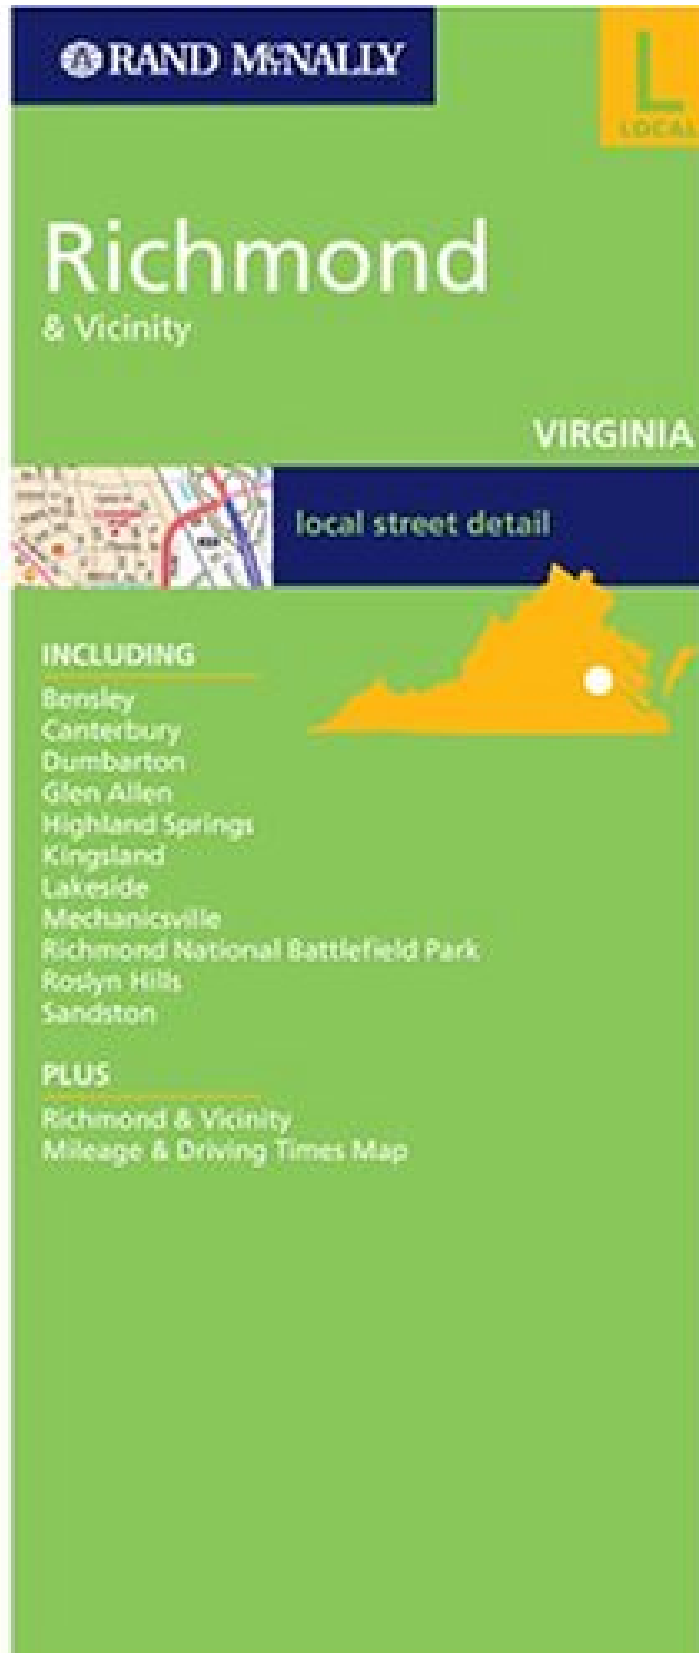 RAND McNALLY
L
LOCAL
Richmond
& Vicinity
VIRGINIA
local street detail
INCLUDING
Bensley
Canterbury
Dumbarton
Glen Allen
Highland Springs
Kingsland
Lakeside
Mechanicsville
Richmond National Battlefield Park
Roslyn Hills
Sandston
PLUS
Richmond & Vicinity
Mileage & Driving Times Map